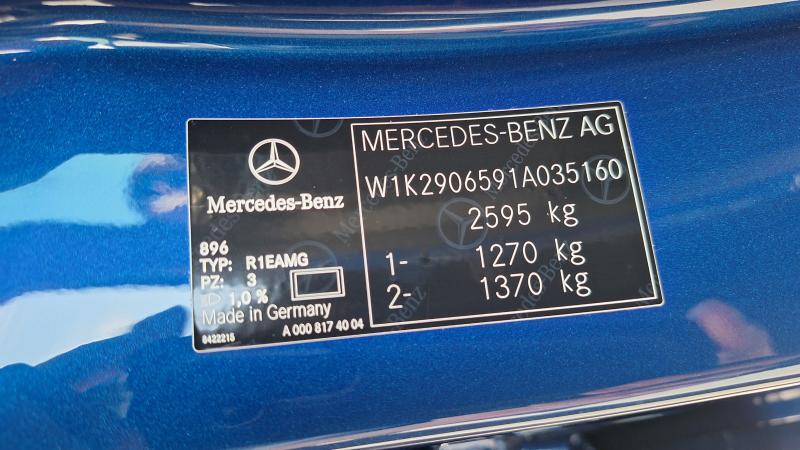 Mercedes-Benz
896
TYP: R1EAMG
PZ: 3
1,0 %
Made in Germany
8422215
A 000 817 40 04
MERCEDES-BENZ AG
W1K2906591A035160
2595 kg
1- 1270 kg
2- 1370 kg